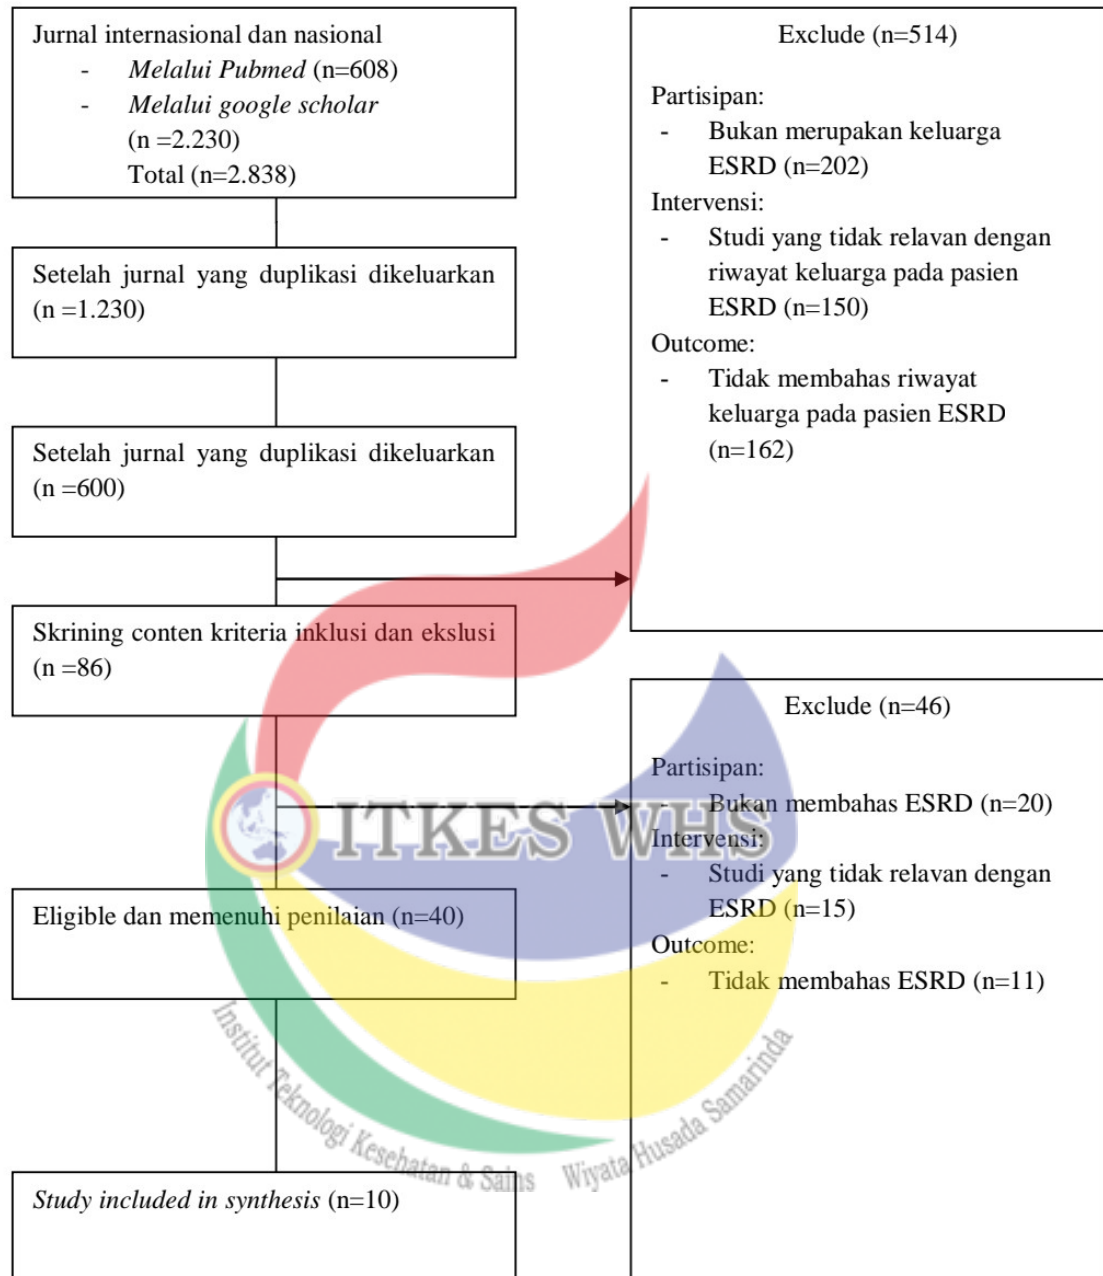 Jurnal internasional dan nasional
- Melalui Pubmed (n=608)
- Melalui google scholar
(n =2.230)
Total (n=2.838)
Setelah jurnal yang duplikasi dikeluarkan
(n =1.230)
Setelah jurnal yang duplikasi dikeluarkan
(n =600)
Skrining conten kriteria inklusi dan ekslusi
(n =86)
Eligible dan memenuhi penilaian (n=40)
Study included in synthesis (n=10)
Exclude (n=514)
Partisipan:
- Bukan merupakan keluarga
ESRD (n=202)
Intervensi:
- Studi yang tidak relavan dengan
riwayat keluarga pada pasien
ESRD (n=150)
Outcome:
- Tidak membahas riwayat
keluarga pada pasien ESRD
(n=162)
Exclude (n=46)
Partisipan:
- Bukan membahas ESRD (n=20)
Intervensi:
- Studi yang tidak relavan dengan
ESRD (n=15)
Outcome:
- Tidak membahas ESRD (n=11)
ITKES WHS
Institut Teknologi Kesehatan & Sains Wiyata Husada Samarinda